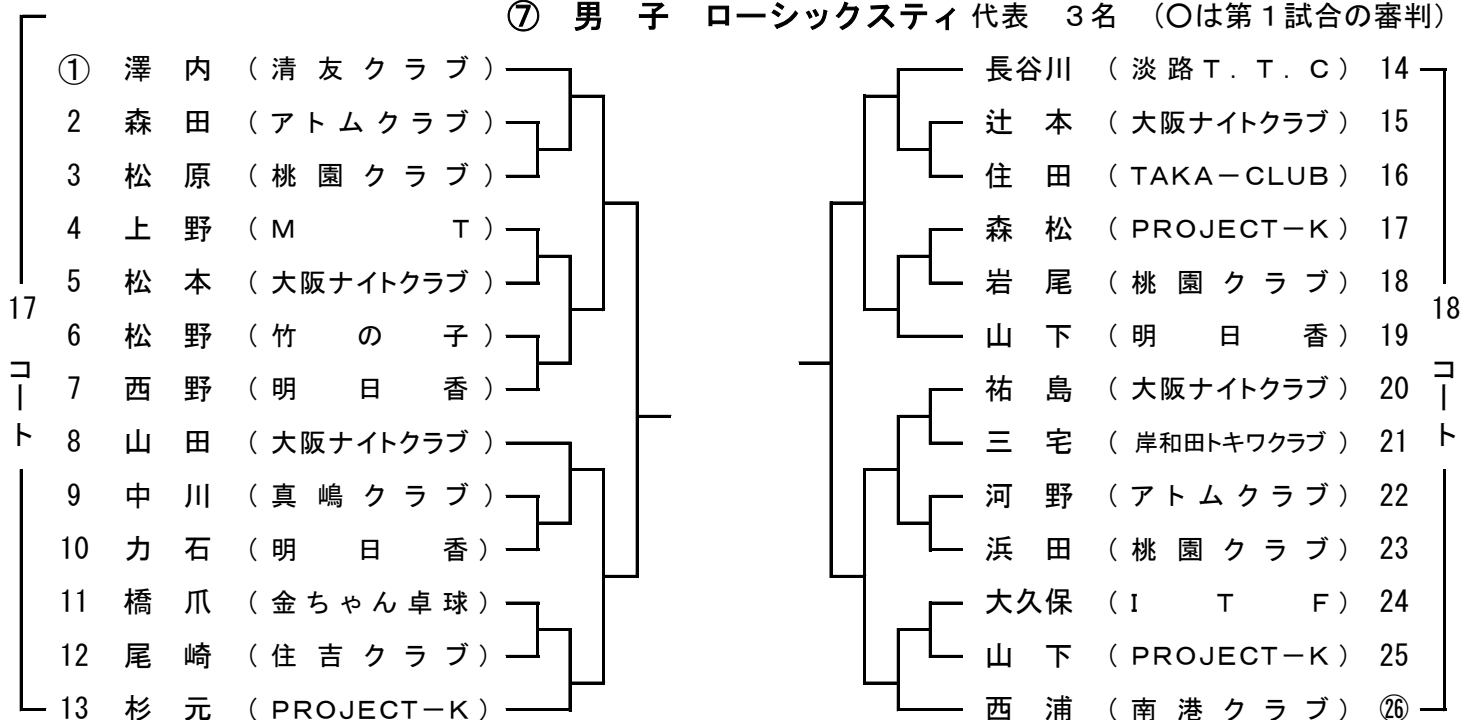 ⑦ 男 子 ローシックスティ 代表 3名 (○は第1試合の審判)
① 澤 内 (清友クラブ)
2 森 田 (アトムクラブ)
3 松 原 (桃園クラブ)
4 上 野 (M T)
5 松 本 (大阪ナイトクラブ)
6 松 野 (竹の子)
7 西 野 (明日香)
8 山 田 (大阪ナイトクラブ)
9 中 川 (真嶋クラブ)
10 力 石 (明日香)
11 橋 爪 (金ちゃん卓球)
12 尾 崎 (住吉クラブ)
13 杉 元 (PROJECT-K)
17
コート
長谷川 (淡路T.T.C) 14
辻 本 (大阪ナイトクラブ) 15
住 田 (TAKA-CLUB) 16
森 松 (PROJECT-K) 17
岩 尾 (桃園クラブ) 18
山 下 (明日香) 19
祐 島 (大阪ナイトクラブ) 20
三 宅 (岸和田トキワクラブ) 21
河 野 (アトムクラブ) 22
浜 田 (桃園クラブ) 23
大久保 (I T F) 24
山 下 (PROJECT-K) 25
西 浦 (南港クラブ) ㉖
18
コート